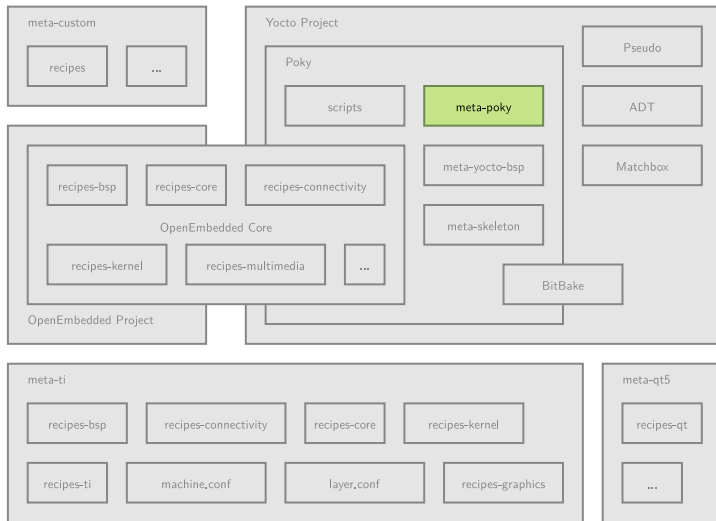 meta-custom
recipes
...
Yocto Project
Poky
scripts
meta-poky
meta-yocto-bsp
meta-skeleton
BitBake
Pseudo
ADT
Matchbox
recipes-bsp
recipes-core
recipes-connectivity
OpenEmbedded Core
recipes-kernel
recipes-multimedia
...
OpenEmbedded Project
meta-ti
recipes-bsp
recipes-connectivity
recipes-core
recipes-kernel
recipes-ti
machine.conf
layer.conf
recipes-graphics
meta-qt5
recipes-qt
...